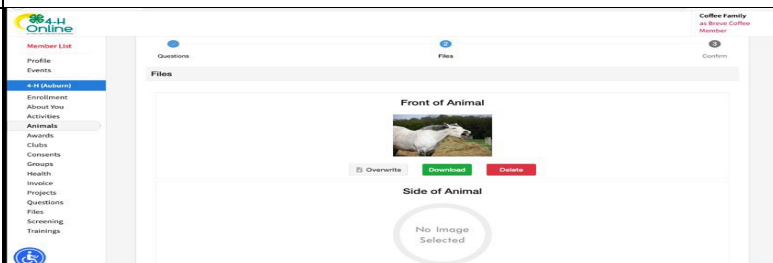 4-H
Online
Coffee Family
as Breve Coffee
Member
Member List
Profile
Events
4-H (Auburn)
Enrollment
About You
Activities
Animals
Awards
Clubs
Consents
Groups
Health
Invoice
Projects
Questions
Files
Screening
Trainings
2
3
Questions
Files
Confirm
Files
Front of Animal
Overwrite
Download
Delete
Side of Animal
No Image
Selected